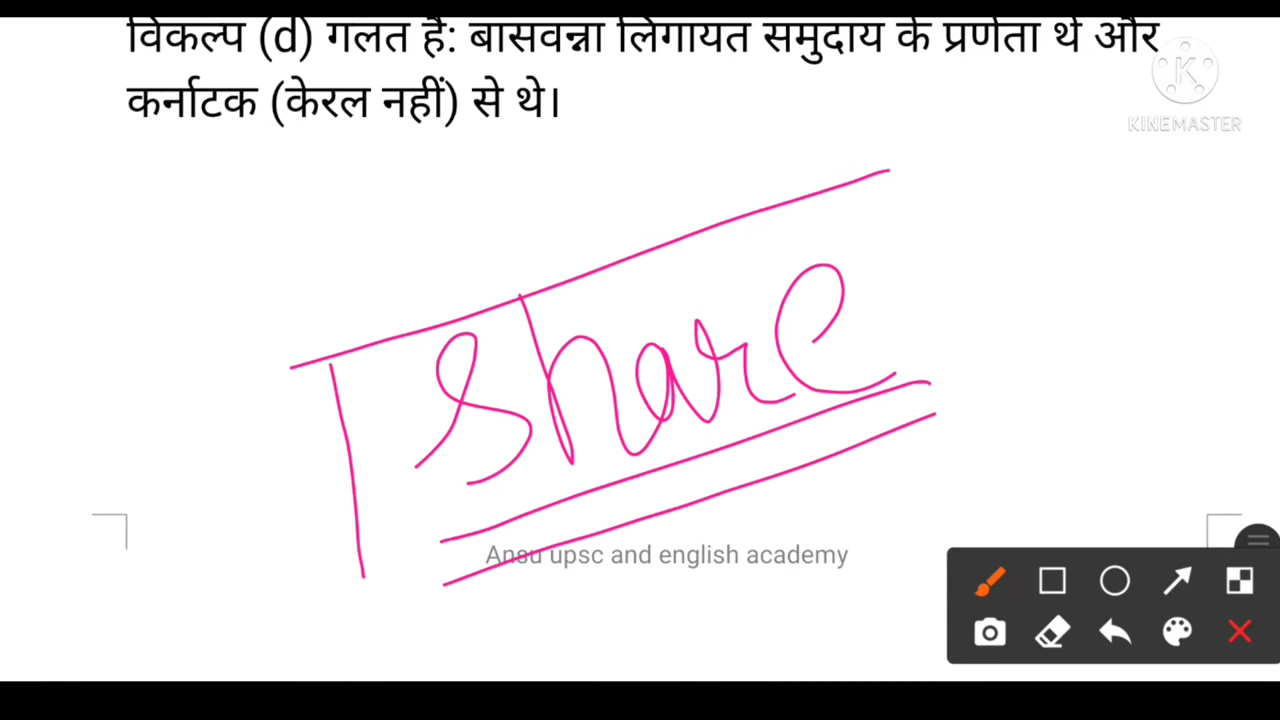 विकल्प (d) गलत है: बासवन्ना लिंगायत समुदाय के प्रणेता थे और
कर्नाटक (केरल नहीं) से थे।
K
KINEMASTER
share
Ansu upsc and english academy